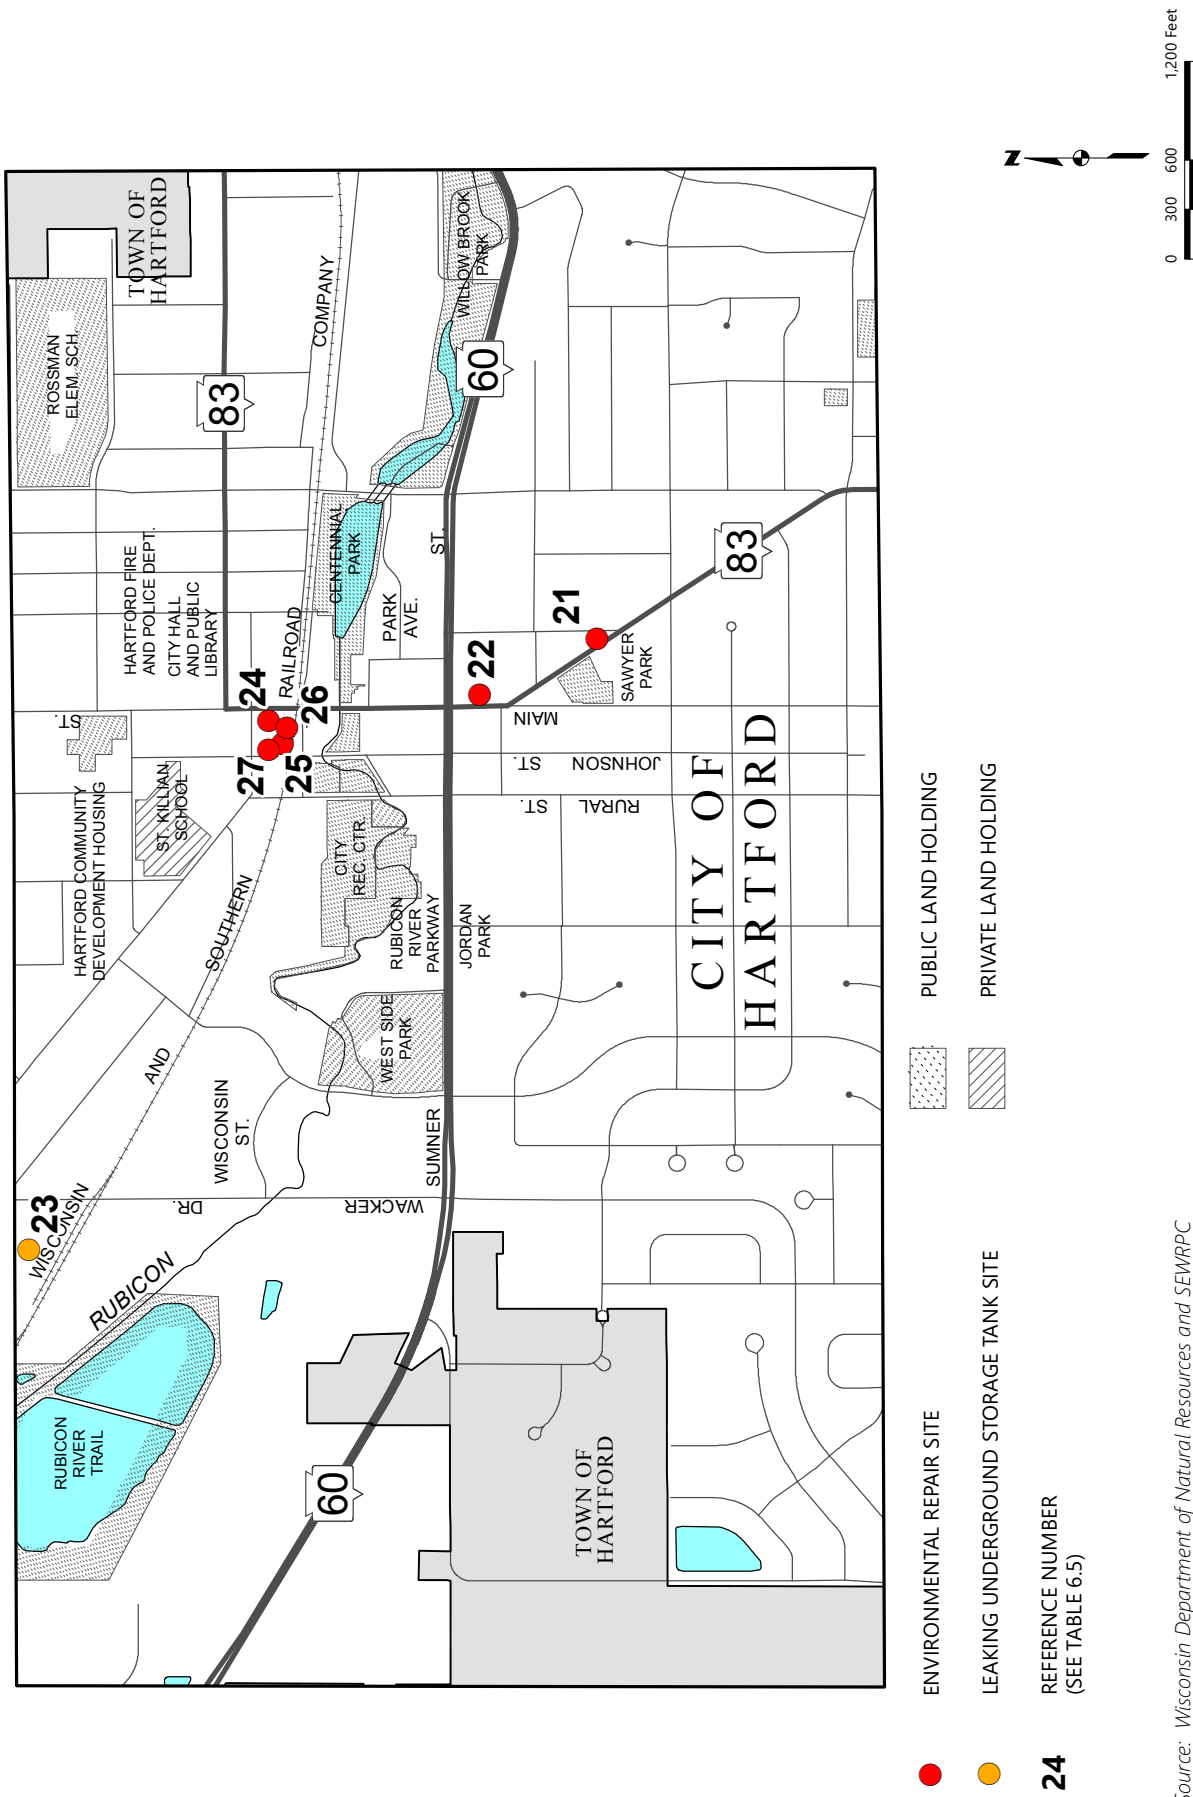 TOWN OF
HARTFORD
ROSSMAN
ELEM. SCH.
83
COMPANY
WILLOW BROOK
PARK
60
HARTFORD FIRE
AND POLICE DEPT.
CITY HALL
AND PUBLIC
LIBRARY
CENTENNIAL
PARK
PARK
AVE.
ST.
RAILROAD
24
26
27
25
22
21
SAWYER
PARK
83
MAIN
ST.
JOHNSON
ST.
RURAL
ST.
HARTFORD COMMUNITY
DEVELOPMENT HOUSING
ST. KILLIAN
SCHOOL
CITY
REC. CTR.
RUBICON
RIVER
PARKWAY
JORDAN
PARK
CITY OF
HARTFORD
SOUTHERN
AND
WISCONSIN
WEST SIDE
PARK
WISCONSIN
ST.
SUMNER
WACKER
DR.
23
RUBICON
RUBICON
RIVER
TRAIL
60
TOWN OF
HARTFORD
ENVIRONMENTAL REPAIR SITE
LEAKING UNDERGROUND STORAGE TANK SITE
24
REFERENCE NUMBER
(SEE TABLE 6.5)
PUBLIC LAND HOLDING
PRIVATE LAND HOLDING
N
0 300 600 1,200 Feet
Source: Wisconsin Department of Natural Resources and SEWRPC